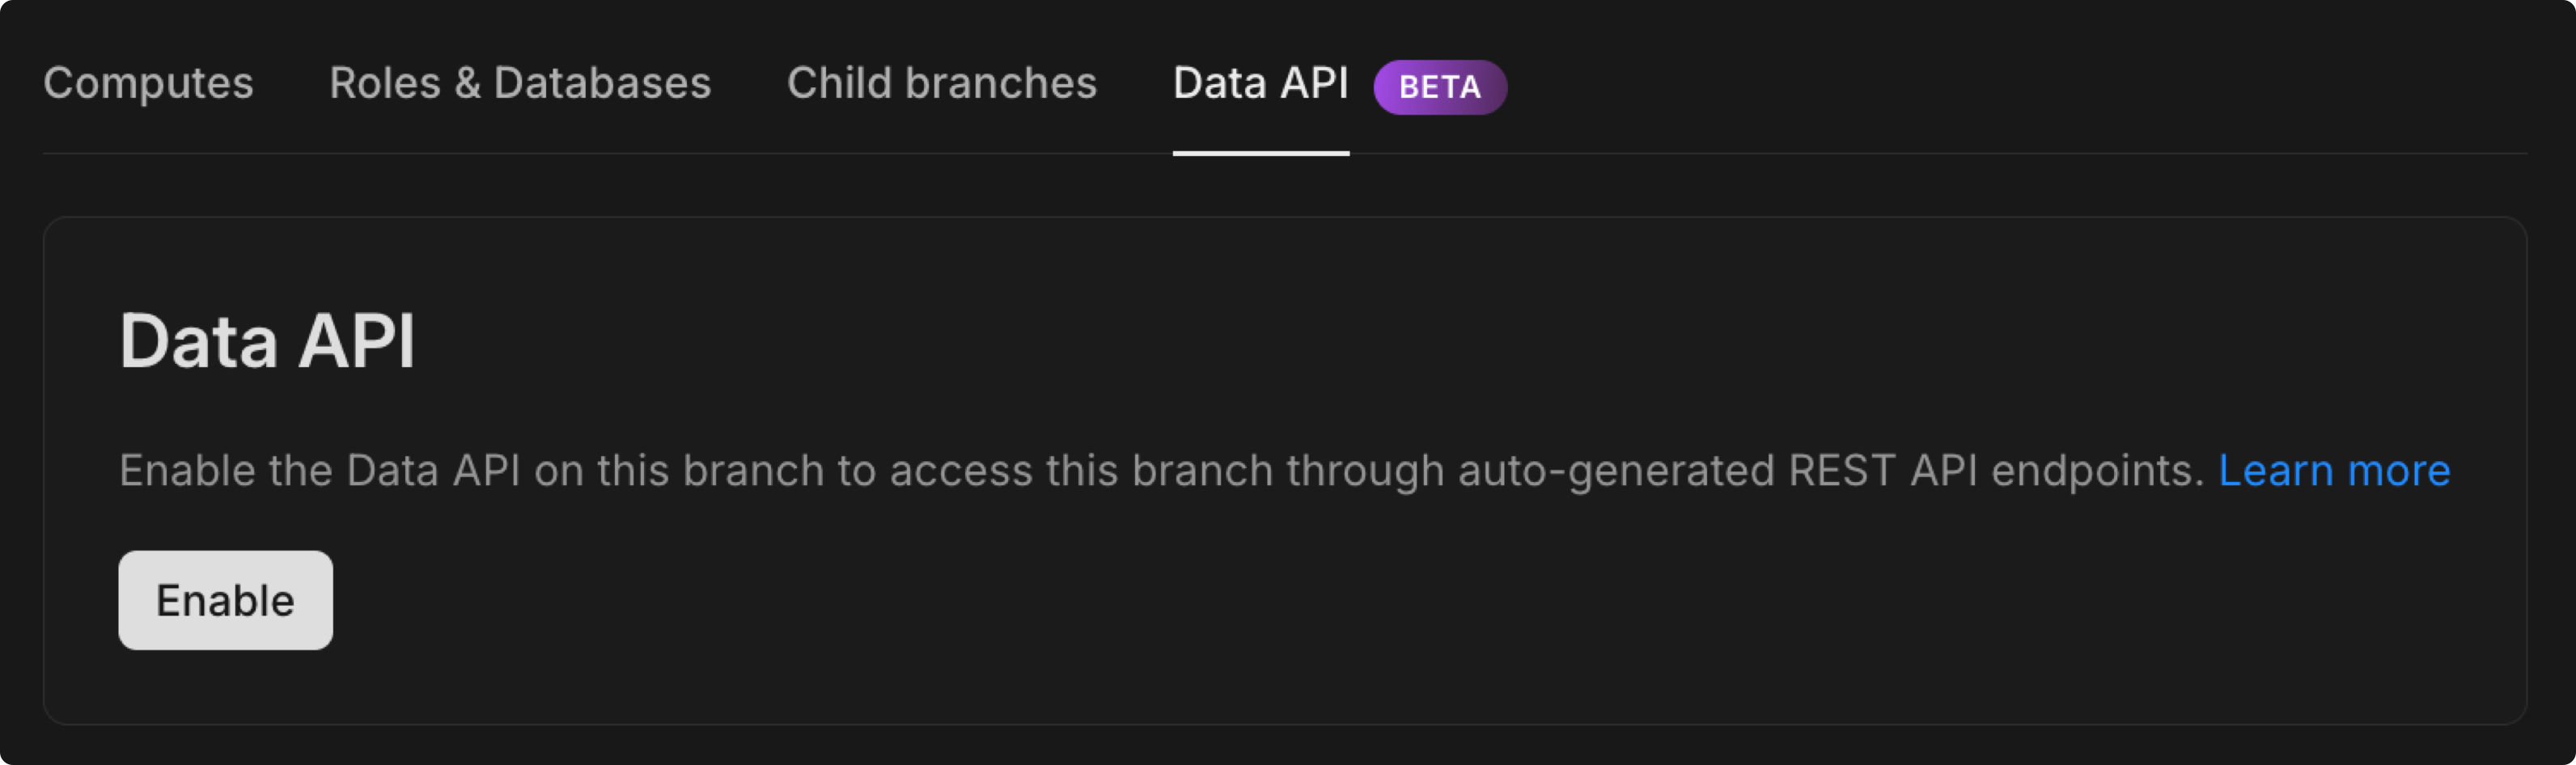 Computes Roles & Databases Child branches Data API BETA
Data API
Enable the Data API on this branch to access this branch through auto-generated REST API endpoints. Learn more
Enable